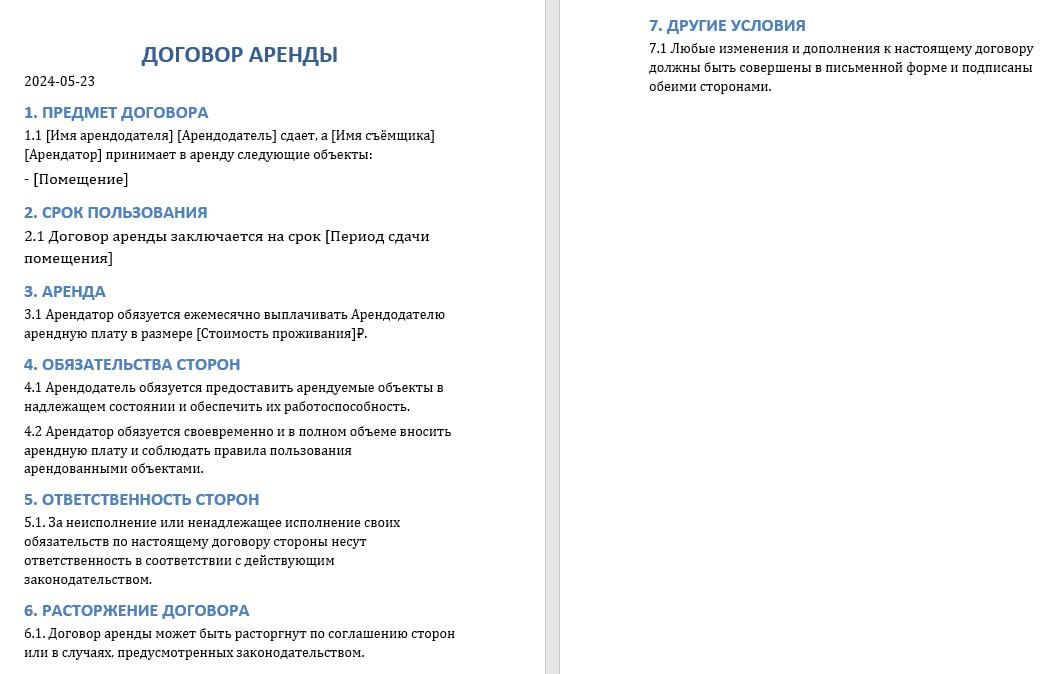 ДОГОВОР АРЕНДЫ
2024-05-23
1. ПРЕДМЕТ ДОГОВОРА
1.1 [Имя арендодателя] [Арендодатель] сдает, а [Имя съёмщика]
[Арендатор] принимает в аренду следующие объекты:
- [Помещение]
2. СРОК ПОЛЬЗОВАНИЯ
2.1 Договор аренды заключается на срок [Период сдачи
помещения]
3. АРЕНДА
3.1 Арендатор обязуется ежемесячно выплачивать Арендодателю
арендную плату в размере [Стоимость проживания]₽.
4. ОБЯЗАТЕЛЬСТВА СТОРОН
4.1 Арендодатель обязуется предоставить арендуемые объекты в
надлежащем состоянии и обеспечить их работоспособность.
4.2 Арендатор обязуется своевременно и в полном объеме вносить
арендную плату и соблюдать правила пользования
арендованными объектами.
5. ОТВЕТСТВЕННОСТЬ СТОРОН
5.1. За неисполнение или ненадлежащее исполнение своих
обязательств по настоящему договору стороны несут
ответственность в соответствии с действующим
законодательством.
6. РАСТОРЖЕНИЕ ДОГОВОРА
6.1. Договор аренды может быть расторгнут по соглашению сторон
или в случаях, предусмотренных законодательством.
7. ДРУГИЕ УСЛОВИЯ
7.1 Любые изменения и дополнения к настоящему договору
должны быть совершены в письменной форме и подписаны
обеими сторонами.